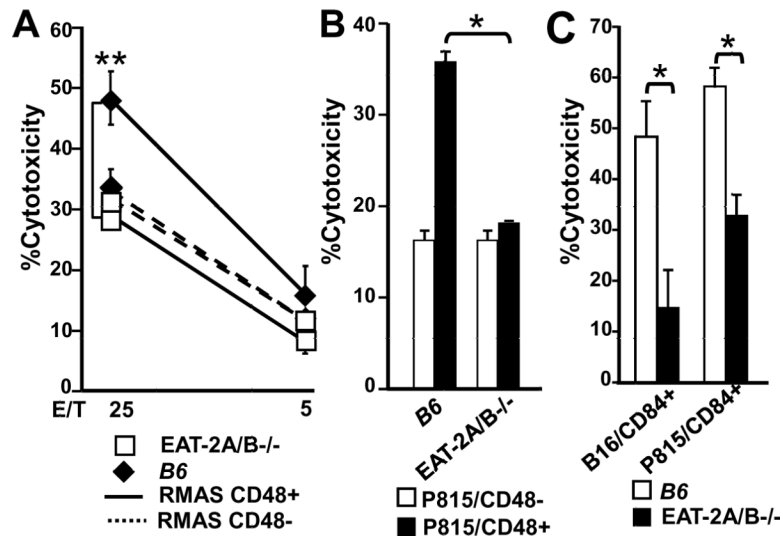 A
%Cytotoxicity
60
50
40
30
20
10
0
**
E/T 25 5
EAT-2A/B-/-
B6
RMAS CD48+
RMAS CD48-
B
%Cytotoxicity
40
30
20
10
0
*
B6
EAT-2A/B-/-
P815/CD48-
P815/CD48+
C
%Cytotoxicity
70
60
50
40
30
20
10
0
*
*
B16/CD84+
P815/CD84+
B6
EAT-2A/B-/-